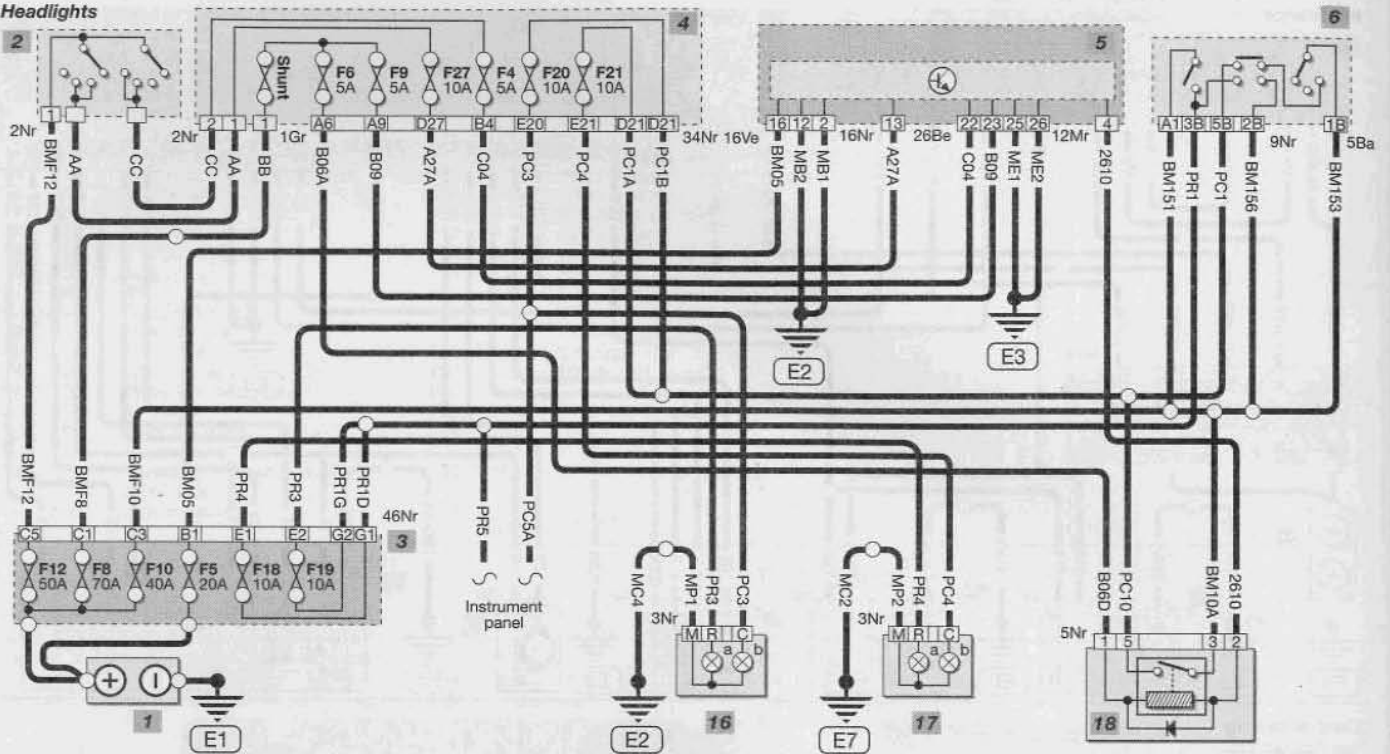 Headlights
2
4
5
6
Shunt
F6
5A
F9
5A
F27
10A
F4
5A
F20
10A
F21
10A
1
2Nr
2Nr
2
1
1
1Gr
A6
A9
D27
B4
E20
E21
D21
D21
34Nr 16Ve
16
12
2
16Nr
13
26Be
22
23
25
26
12Mr
4
A1
3B
5B
2B
9Nr
1B
5Ba
BMF12
AA
CC
CC
AA
BB
B06A
B09
A27A
C04
PC3
PC4
PC1A
PC1B
BM05
MB2
MB1
A27A
C04
B09
ME1
ME2
2610
BM151
PR1
PC1
BM156
BM153
E2
E3
BMF12
BMF8
BMF10
BM05
PR4
PR3
PR1G
PR1D
PR5
PC5A
46Nr
3
C5
C1
C3
B1
E1
E2
G2
G1
F12
50A
F8
70A
F10
40A
F5
20A
F18
10A
F19
10A
Instrument
panel
MC4
MP1
PR3
PC3
MC2
MP2
PR4
PC4
B06D
PC10
BM10A
2610
3Nr
M
R
C
a
b
3Nr
M
R
C
a
b
5Nr
1
5
3
2
+
1
E1
E2
16
E7
17
18